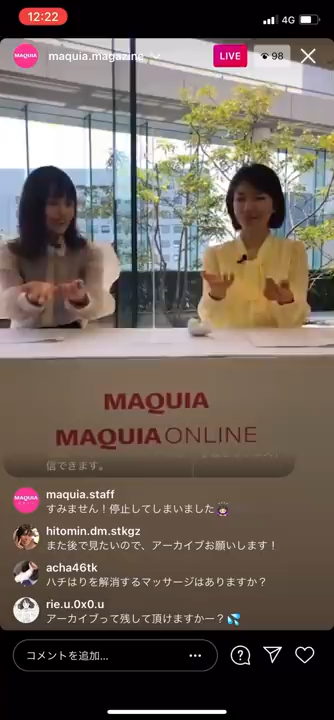 12:22
4G
MAQUIA
maquia.magazine
LIVE
98
MAQUIA
MAQUIA ONLINE
信できます。
MAQUIA
maquia.staff
すみません！停止してしまいました🙇🏻‍♀️
hitomin.dm.stkgz
また後で見たいので、アーカイブお願いします！
acha46tk
ハチはりを解消するマッサージはありますか？
rie.u.0x0.u
アーカイブって残して頂けますかー？💦
コメントを追加...